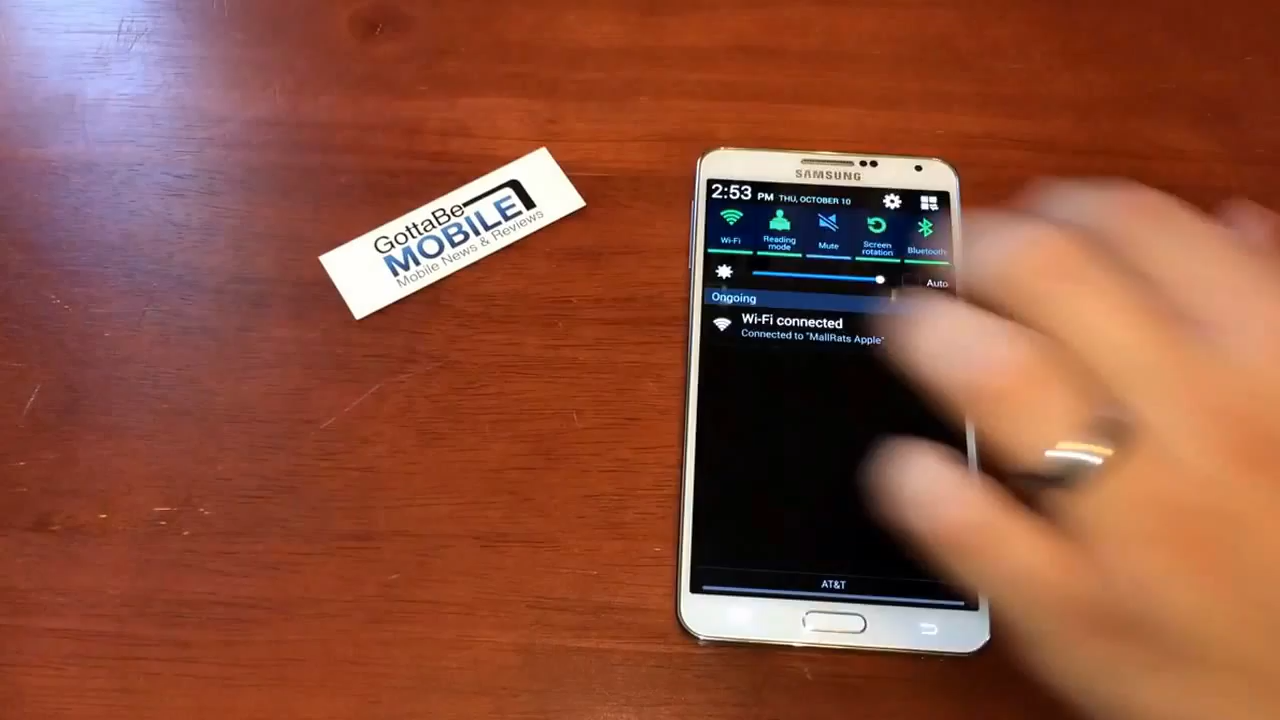 GottaBe
MOBILE
Mobile News & Reviews
SAMSUNG
2:53 PM THU, OCTOBER 10
Wi-Fi
Reading mode
Mute
Screen rotation
Bluetooth
Auto
Ongoing
Wi-Fi connected
Connected to "MallRats Apple"
AT&T